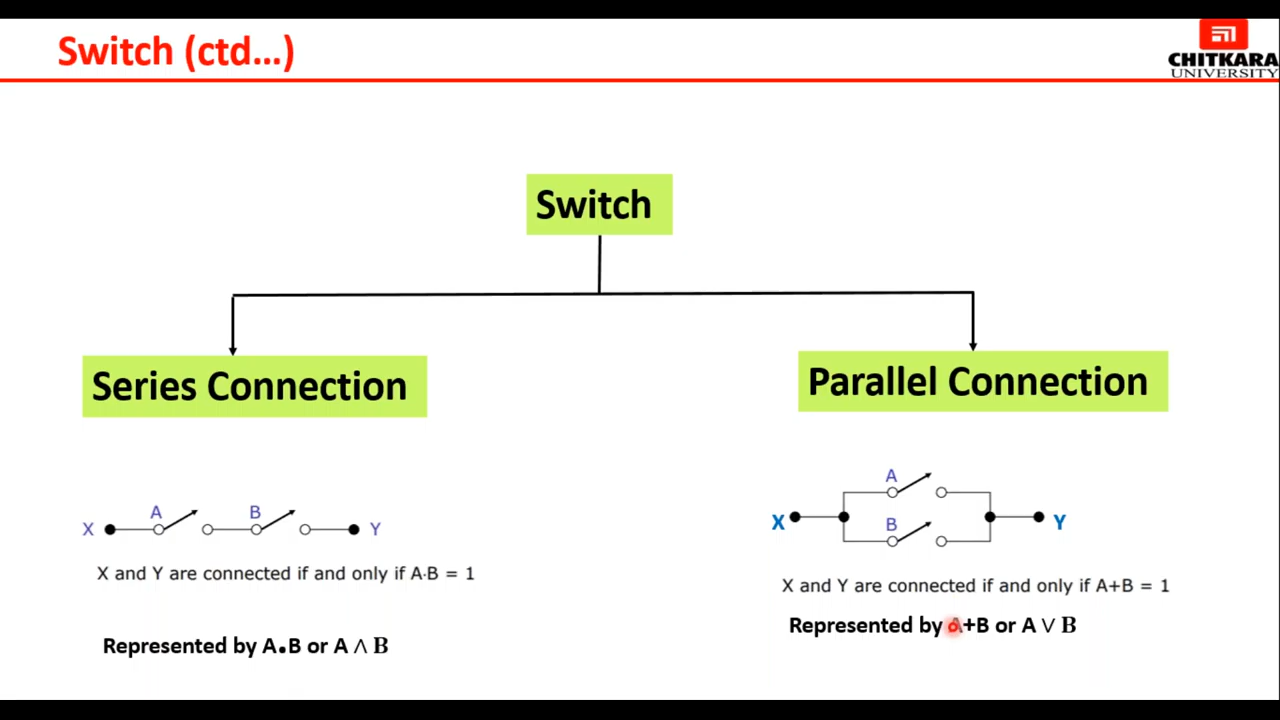 Switch (ctd...)
CHITKARA
UNIVERSITY
Switch
Series Connection
Parallel Connection
X A B Y
X and Y are connected if and only if A·B = 1
Represented by A.B or A ∧ B
A
X B Y
X and Y are connected if and only if A+B = 1
Represented by A+B or A ∨ B